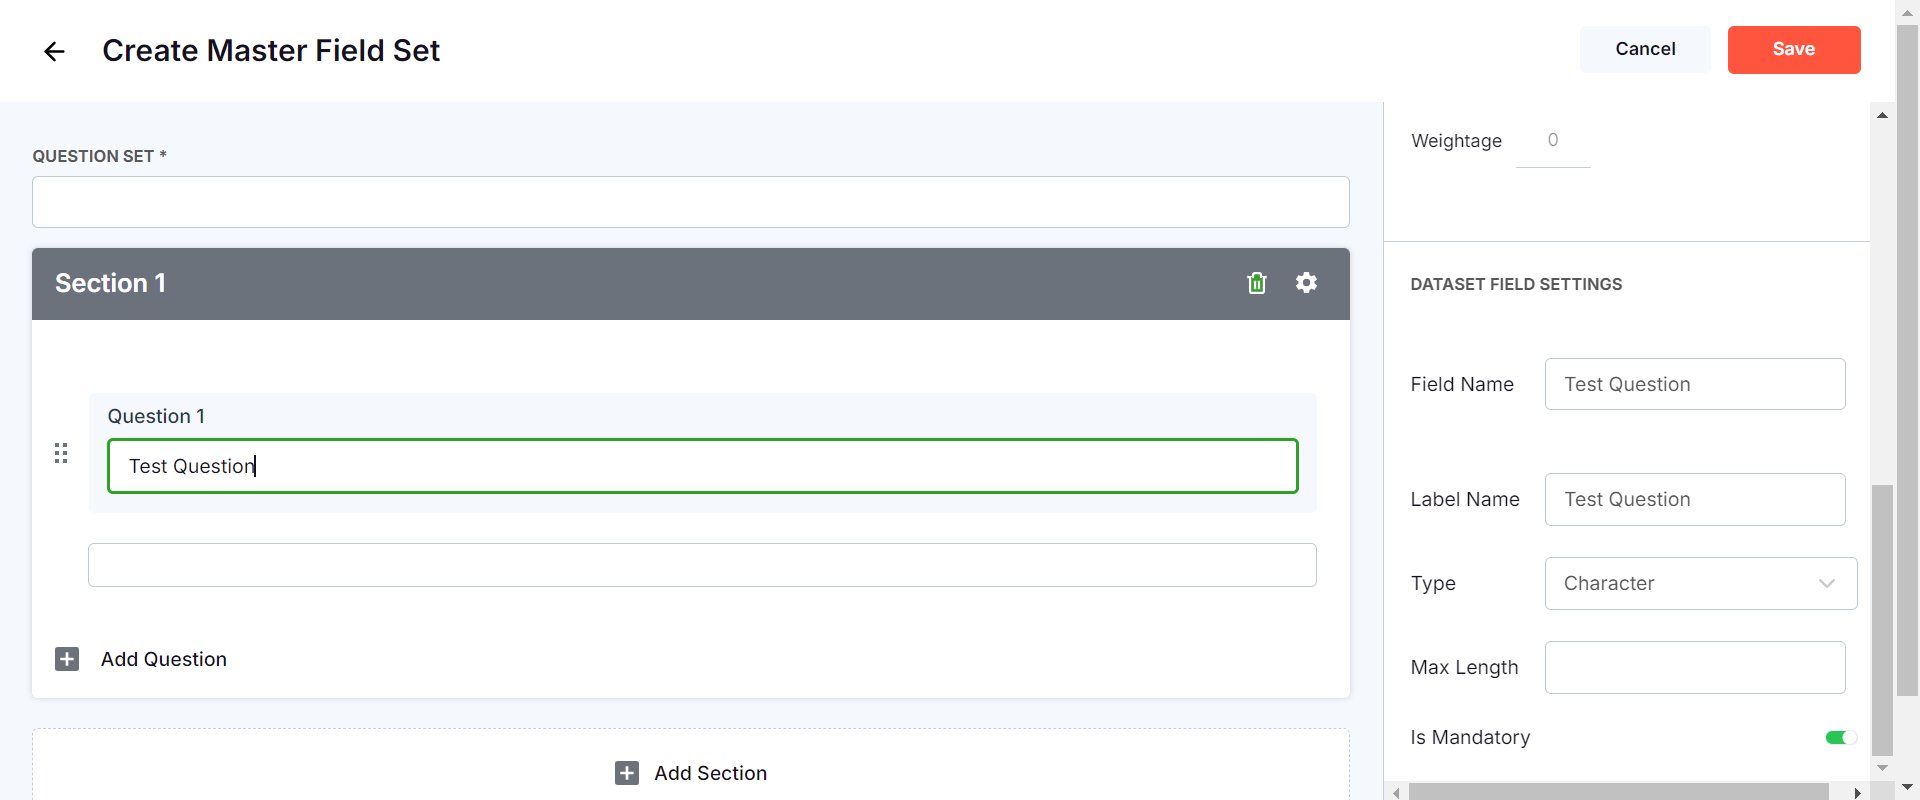 Create Master Field Set
Cancel
Save
QUESTION SET *
Section 1
Question 1
Test Question
Add Question
Add Section
Weightage 0
DATASET FIELD SETTINGS
Field Name Test Question
Label Name Test Question
Type Character
Max Length
Is Mandatory